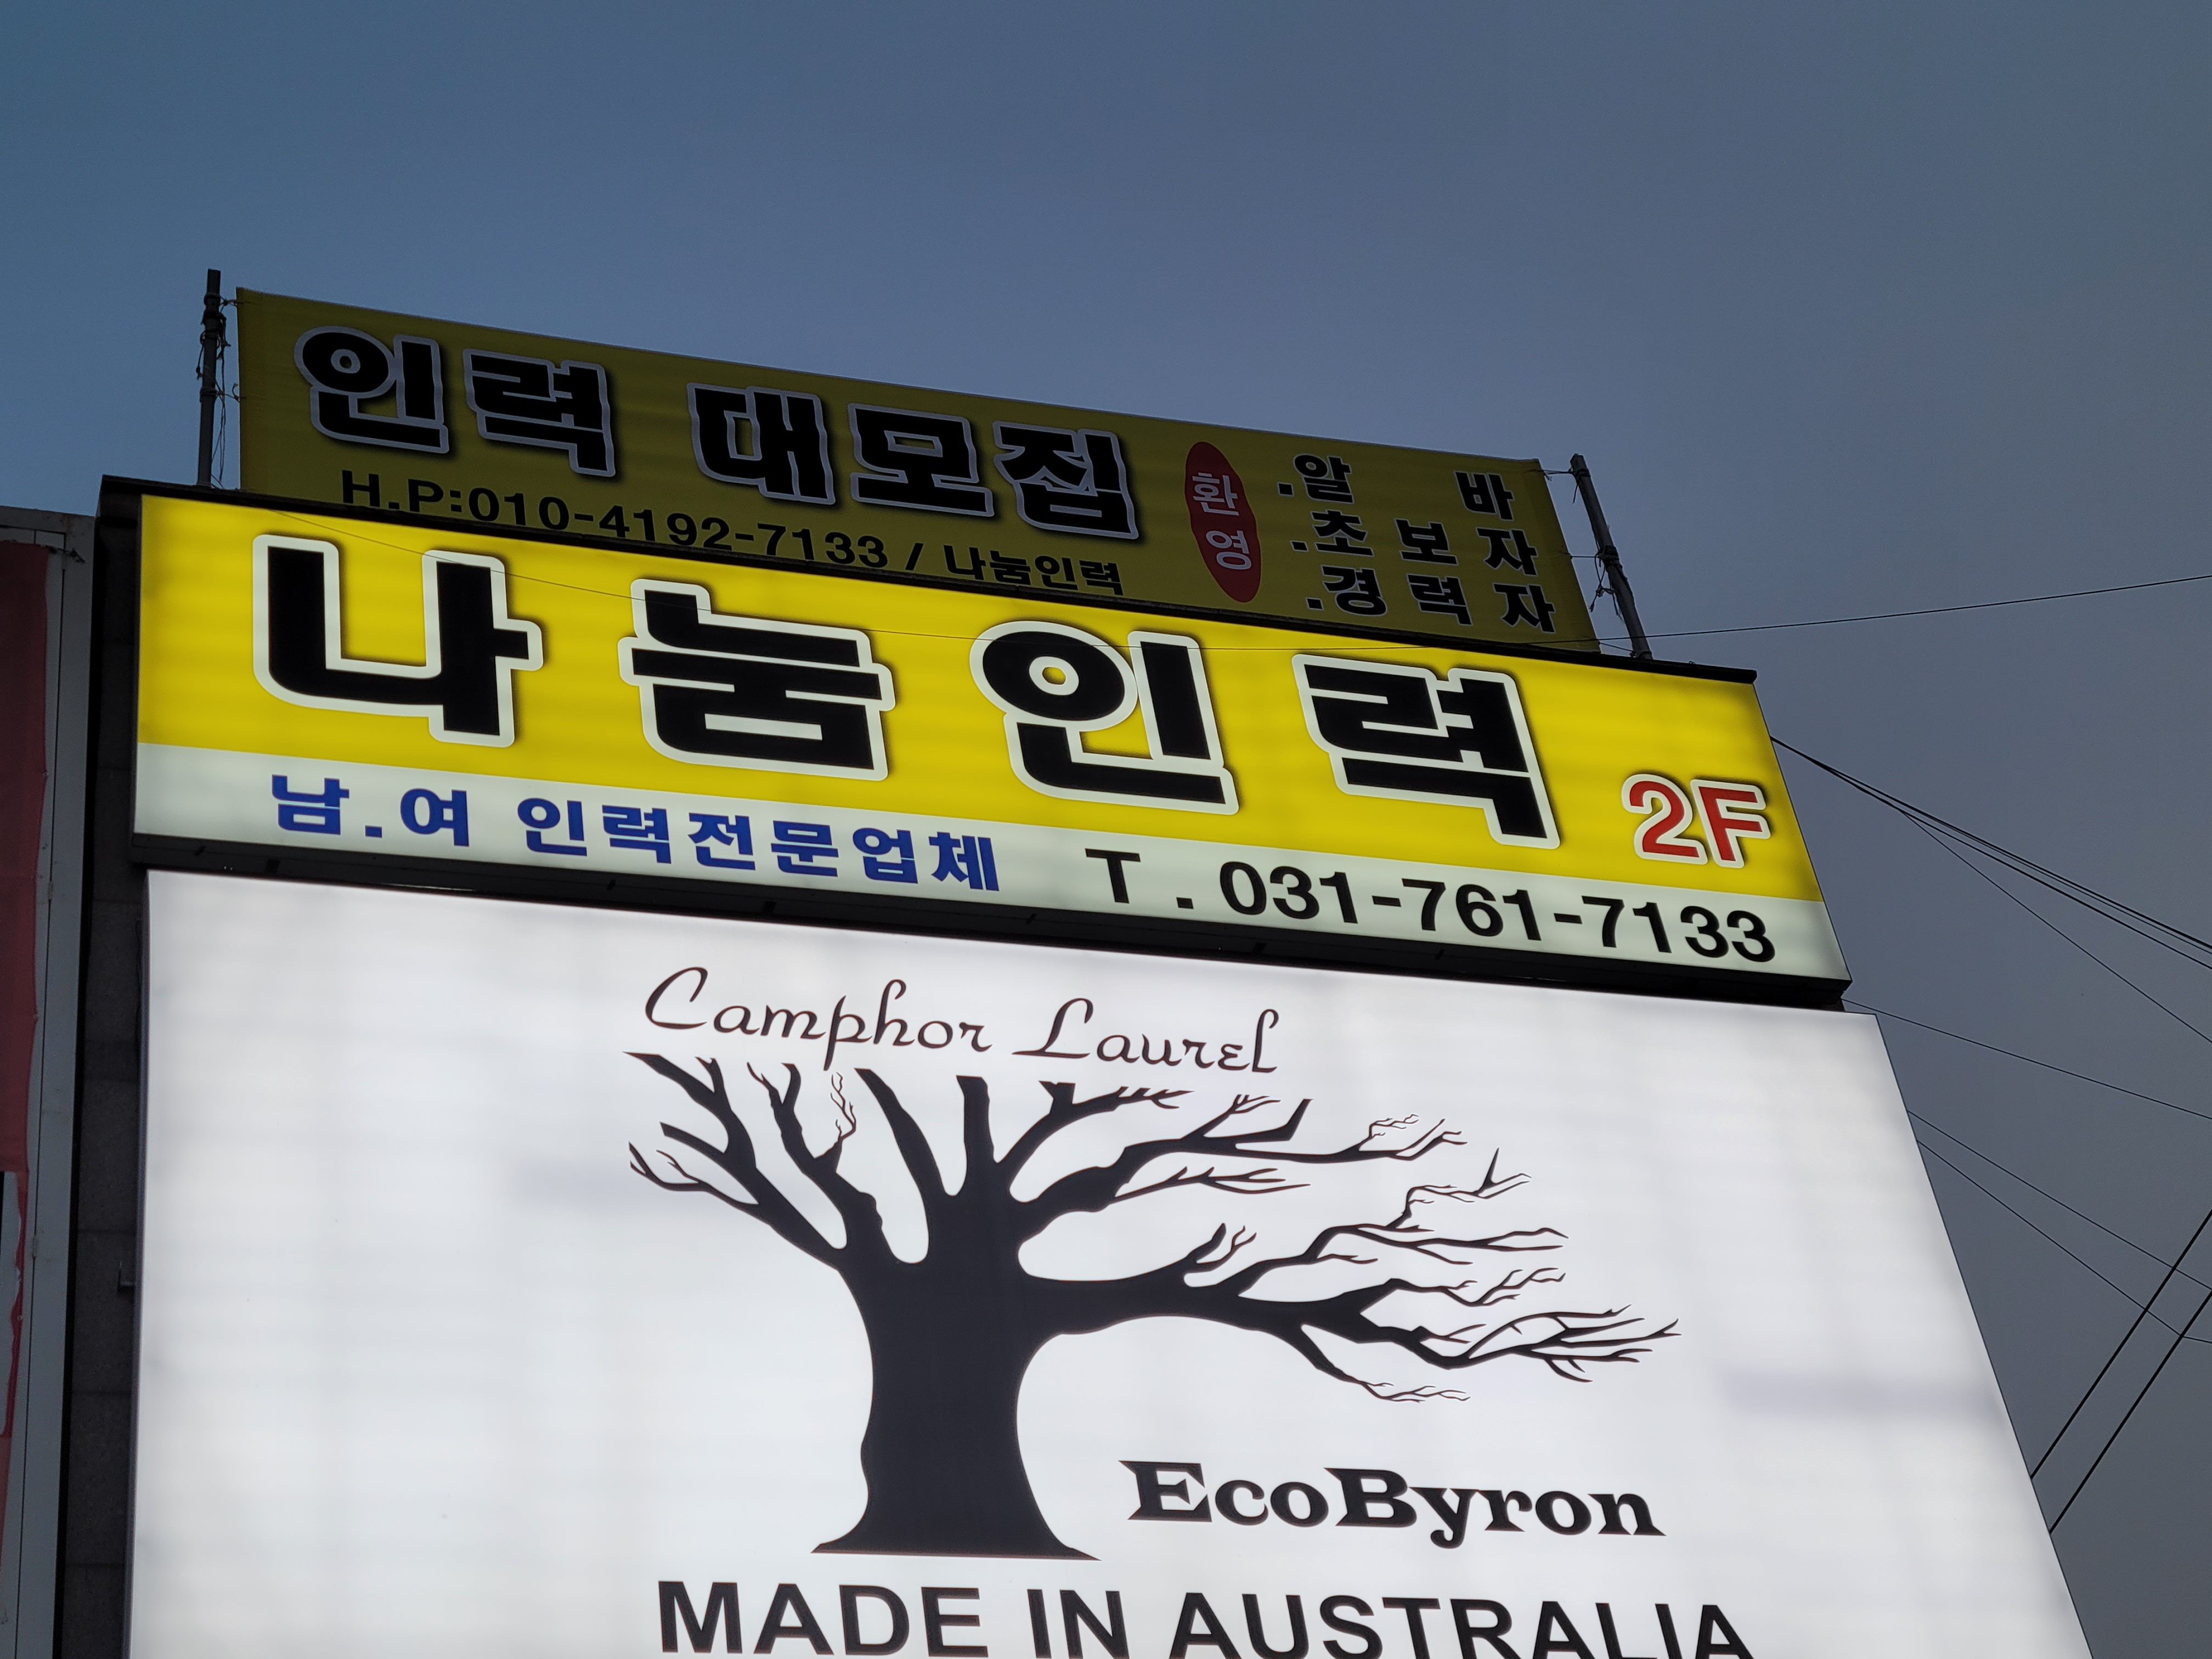 인력 대모집
H.P:010-4192-7133 / 나눔인력
환영
.알 바
.초 보 자
.경 력 자
나눔인력 2F
남.여 인력전문업체 T . 031-761-7133
Camphor Laurel
EcoByron
MADE IN AUSTRALIA